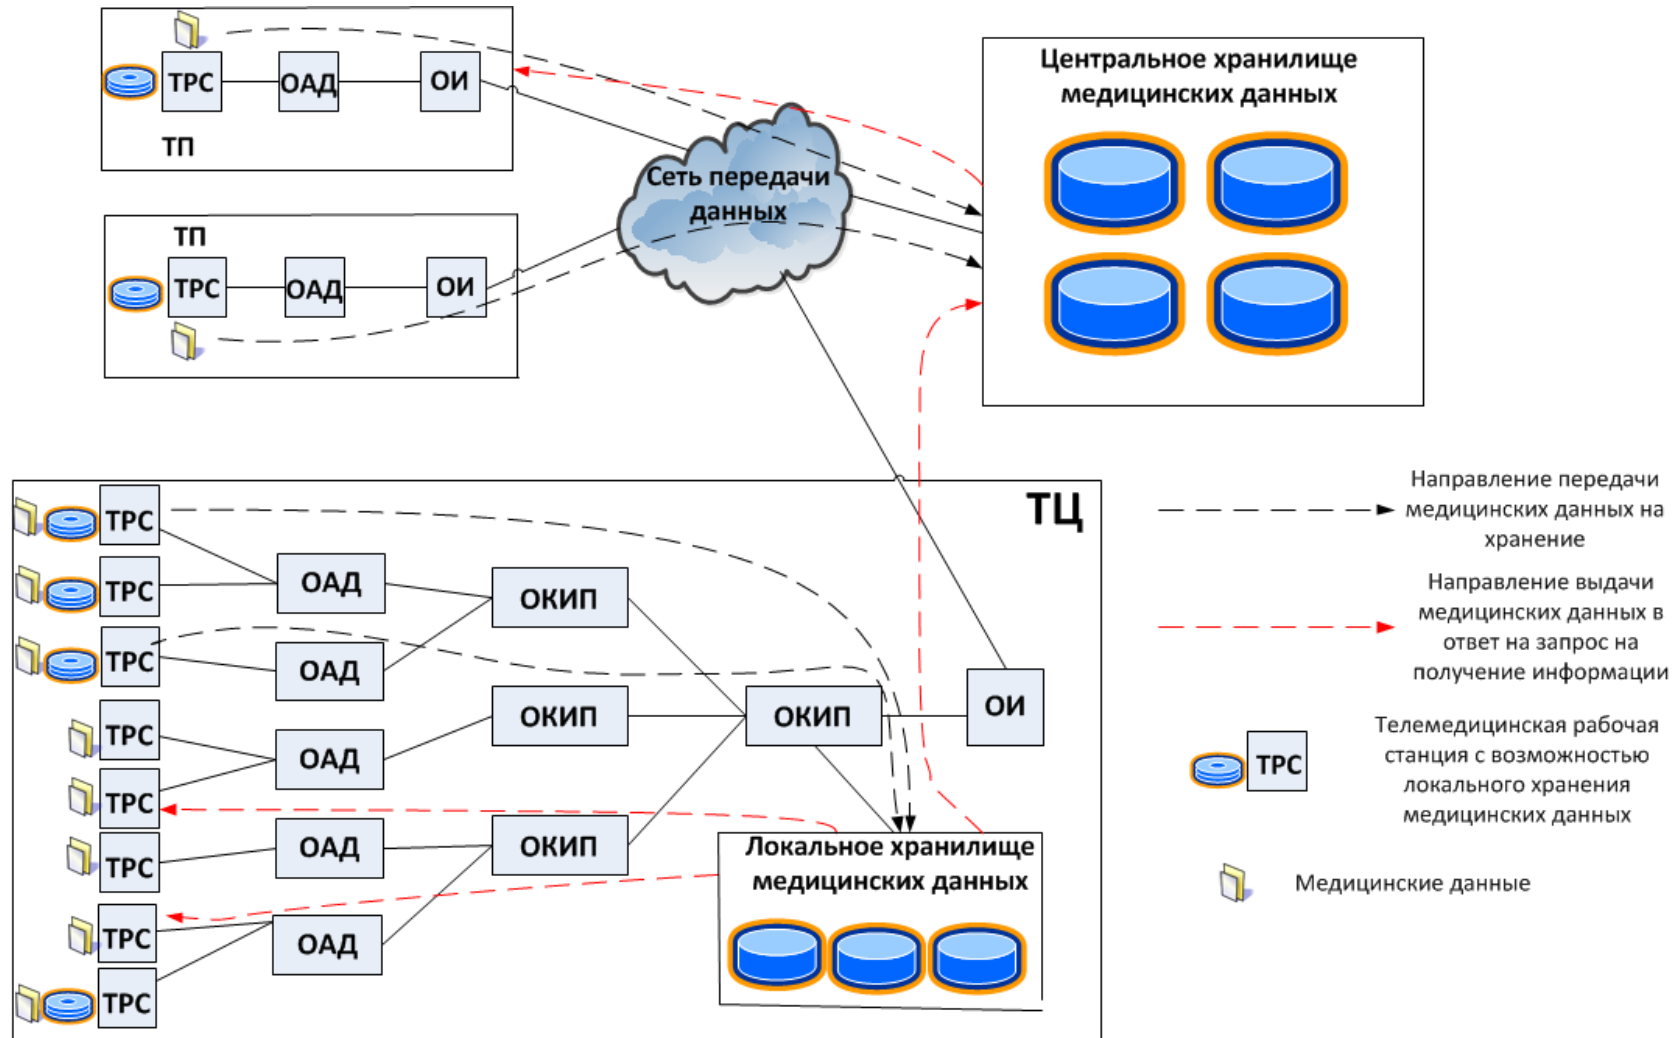 ТРС
ОАД
ОИ
ТП
Центральное хранилище
медицинских данных
Сеть передачи
данных
ТП
ТРС
ОАД
ОИ
ТЦ
ТРС
ТРС
ТРС
ТРС
ТРС
ТРС
ТРС
ТРС
ОАД
ОАД
ОАД
ОАД
ОАД
ОКИП
ОКИП
ОКИП
ОКИП
ОИ
Локальное хранилище
медицинских данных
Направление передачи
медицинских данных на
хранение
Направление выдачи
медицинских данных в
ответ на запрос на
получение информации
ТРС
Телемедицинская рабочая
станция с возможностью
локального хранения
медицинских данных
Медицинские данные